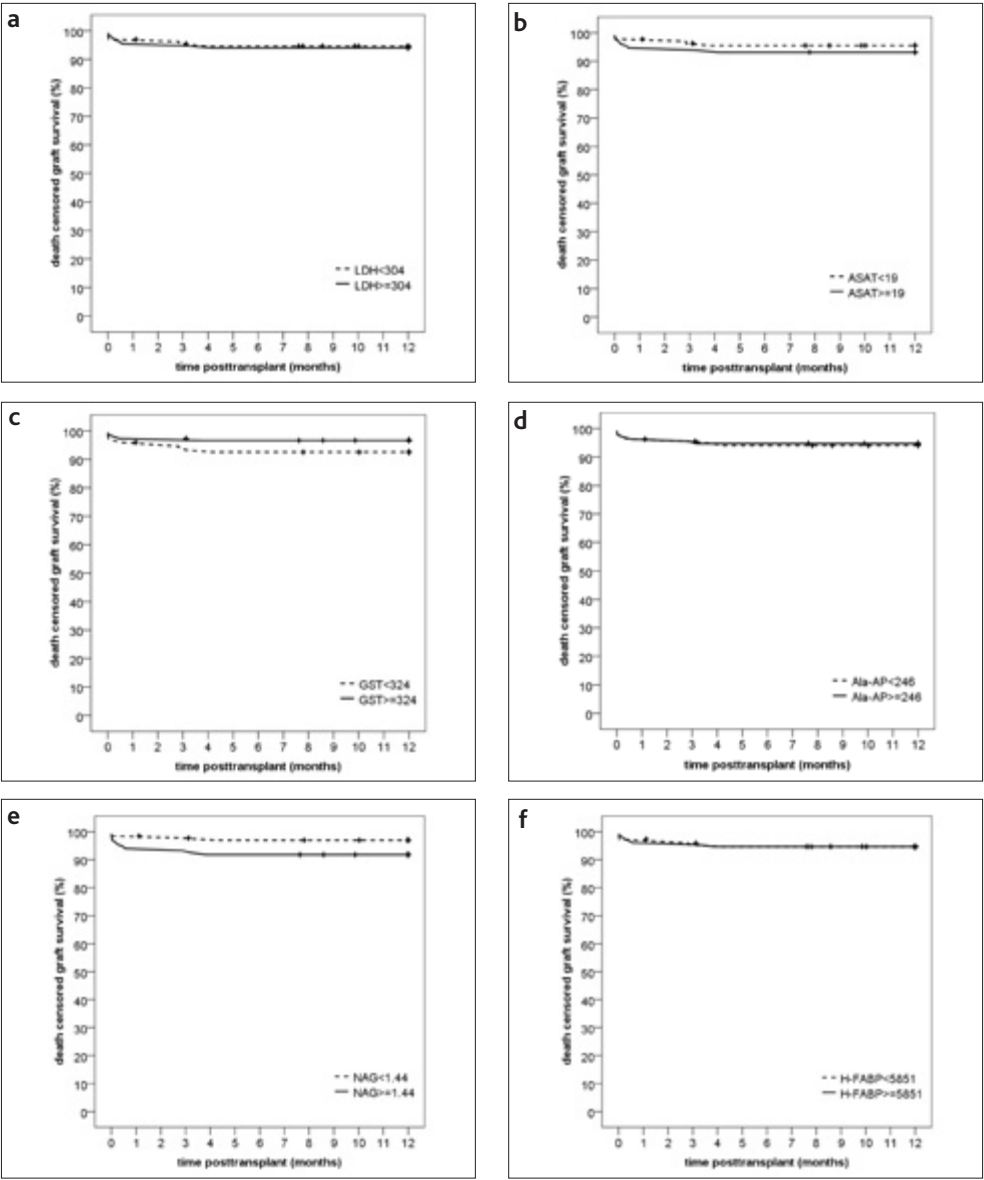 a
death censored graft survival (%)
100
90
80
70
60
50
40
30
20
10
0
LDH<304
LDH>=304
0 1 2 3 4 5 6 7 8 9 10 11 12
time posttransplant (months)
b
death censored graft survival (%)
100
90
80
70
60
50
40
30
20
10
0
ASAT<19
ASAT>=19
0 1 2 3 4 5 6 7 8 9 10 11 12
time posttransplant (months)
c
death censored graft survival (%)
100
90
80
70
60
50
40
30
20
10
0
GST<324
GST>=324
0 1 2 3 4 5 6 7 8 9 10 11 12
time posttransplant (months)
d
death censored graft survival (%)
100
90
80
70
60
50
40
30
20
10
0
Ala-AP<246
Ala-AP>=246
0 1 2 3 4 5 6 7 8 9 10 11 12
time posttransplant (months)
e
death censored graft survival (%)
100
90
80
70
60
50
40
30
20
10
0
NAG<1.44
NAG>=1.44
0 1 2 3 4 5 6 7 8 9 10 11 12
time posttransplant (months)
f
death censored graft survival (%)
100
90
80
70
60
50
40
30
20
10
0
H-FABP<5851
H-FABP>=5851
0 1 2 3 4 5 6 7 8 9 10 11 12
time posttransplant (months)